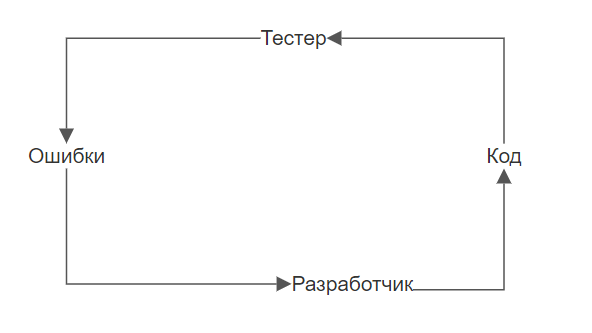 Тестер
Ошибки
Код
Разработчик